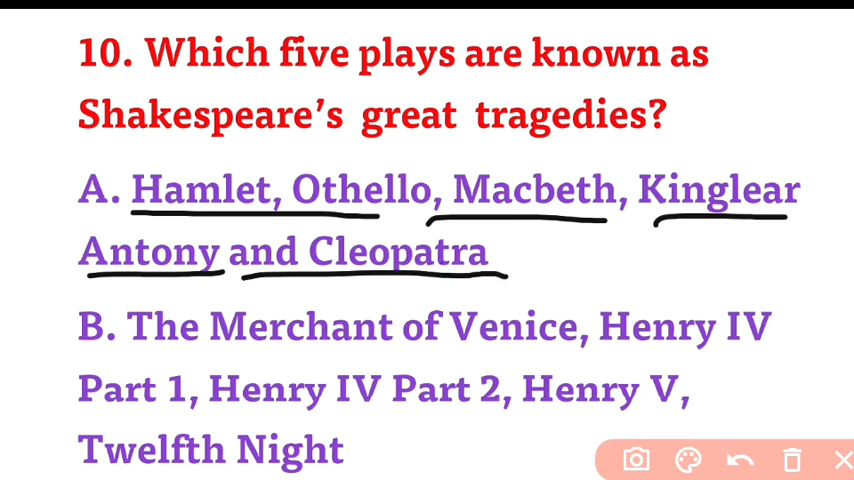 10. Which five plays are known as
Shakespeare’s great tragedies?
A. Hamlet, Othello, Macbeth, Kinglear
Antony and Cleopatra
B. The Merchant of Venice, Henry IV
Part 1, Henry IV Part 2, Henry V,
Twelfth Night